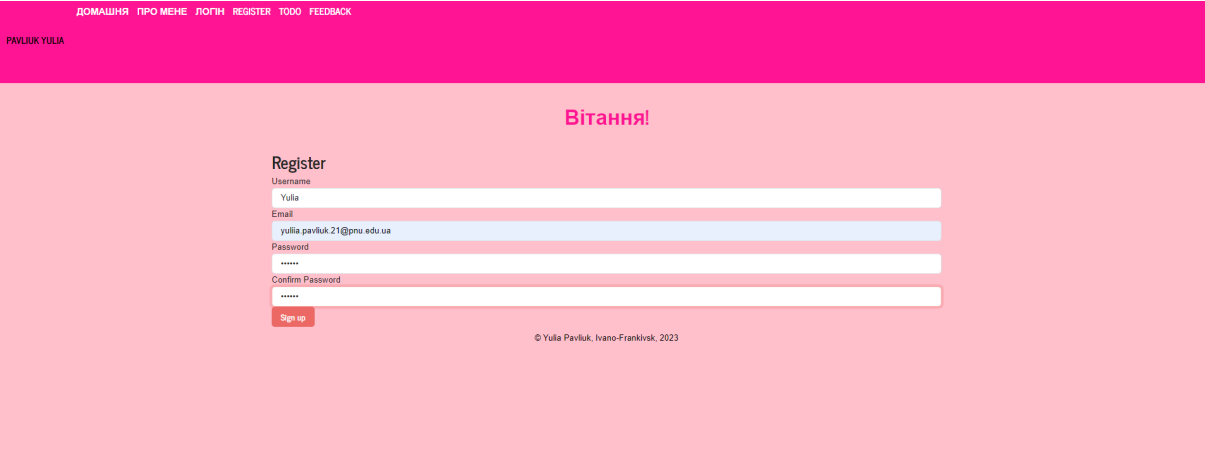 ДОМАШНЯ ПРО МЕНЕ ЛОГІН REGISTER TODO FEEDBACK
PAVLIUK YULIA
Вітання!
Register
Username
Yulia
Email
yuliia.pavliuk.21@pnu.edu.ua
Password
••••••
Confirm Password
••••••
Sign up
© Yulia Pavliuk, Ivano-Frankivsk, 2023